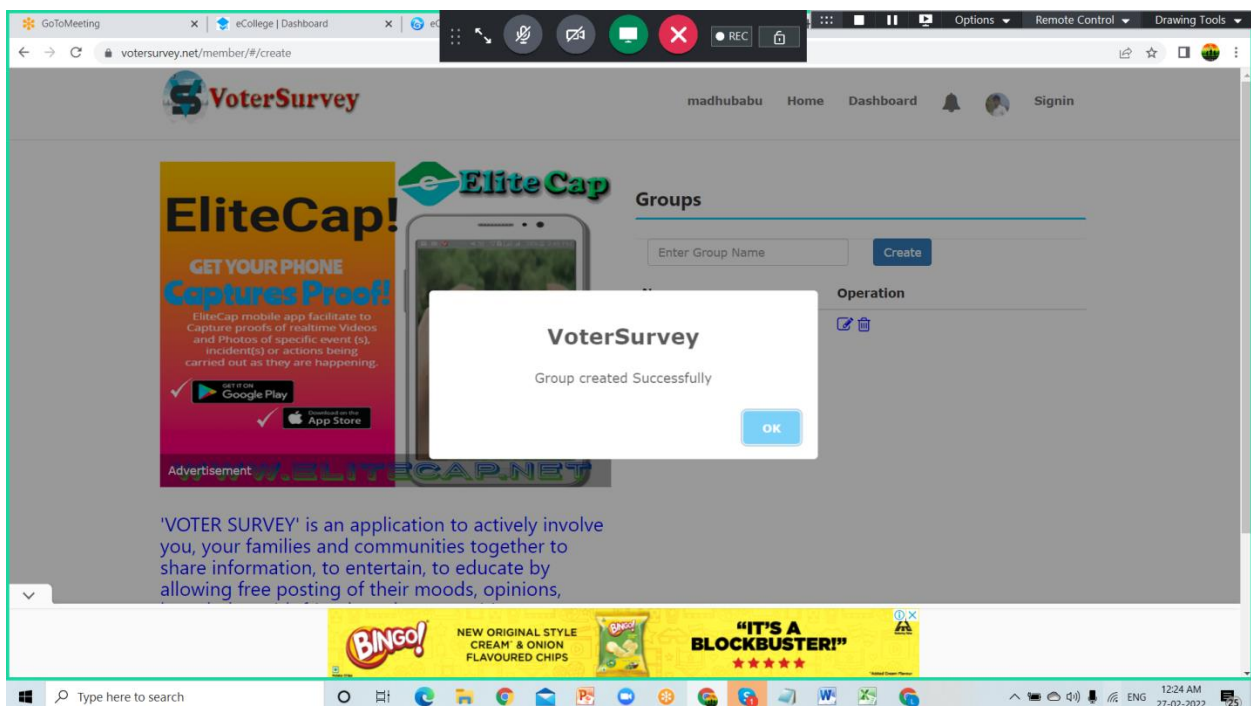 GoToMeeting
eCollege | Dashboard
REC
Options
Remote Control
Drawing Tools
votersurvey.net/member/#/create
VoterSurvey
madhubabu Home Dashboard Signin
EliteCap!
Elite Cap
GET YOUR PHONE
Captures Proof!
EliteCap mobile app facilitate to
Capture proofs of realtime Videos
and Photos of specific event (s),
incident(s) or actions being
carried out as they are happening.
GET IT ON
Google Play
Download on the
App Store
Advertisement
WWW.ELITECAP.NET
Groups
Enter Group Name
Create
Operation
VoterSurvey
Group created Successfully
OK
'VOTER SURVEY' is an application to actively involve
you, your families and communities together to
share information, to entertain, to educate by
allowing free posting of their moods, opinions,
BINGO!
NEW ORIGINAL STYLE
CREAM* & ONION
FLAVOURED CHIPS
"IT'S A
BLOCKBUSTER!"
Type here to search
ENG
12:24 AM
27-02-2022
25